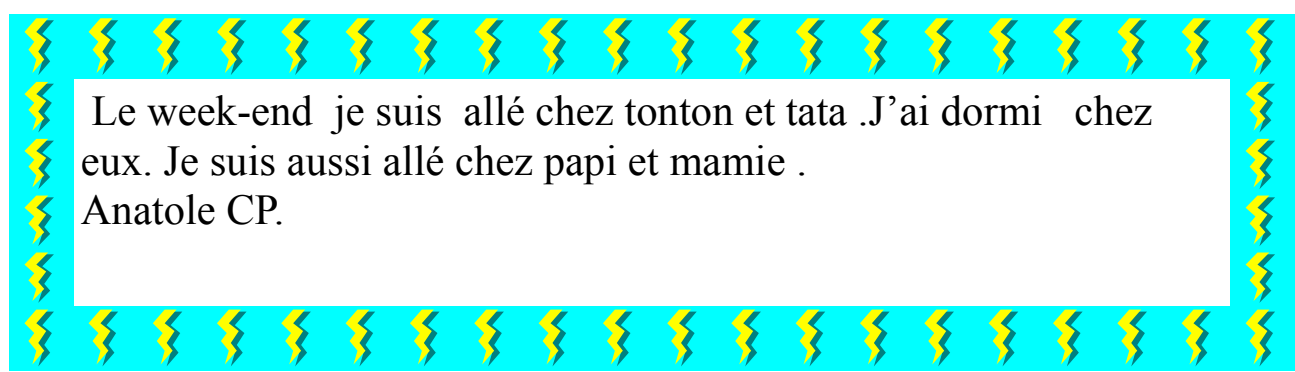 Le week-end  je suis  allé chez tonton et tata .J’ai dormi   chez
eux. Je suis aussi allé chez papi et mamie .
Anatole CP.